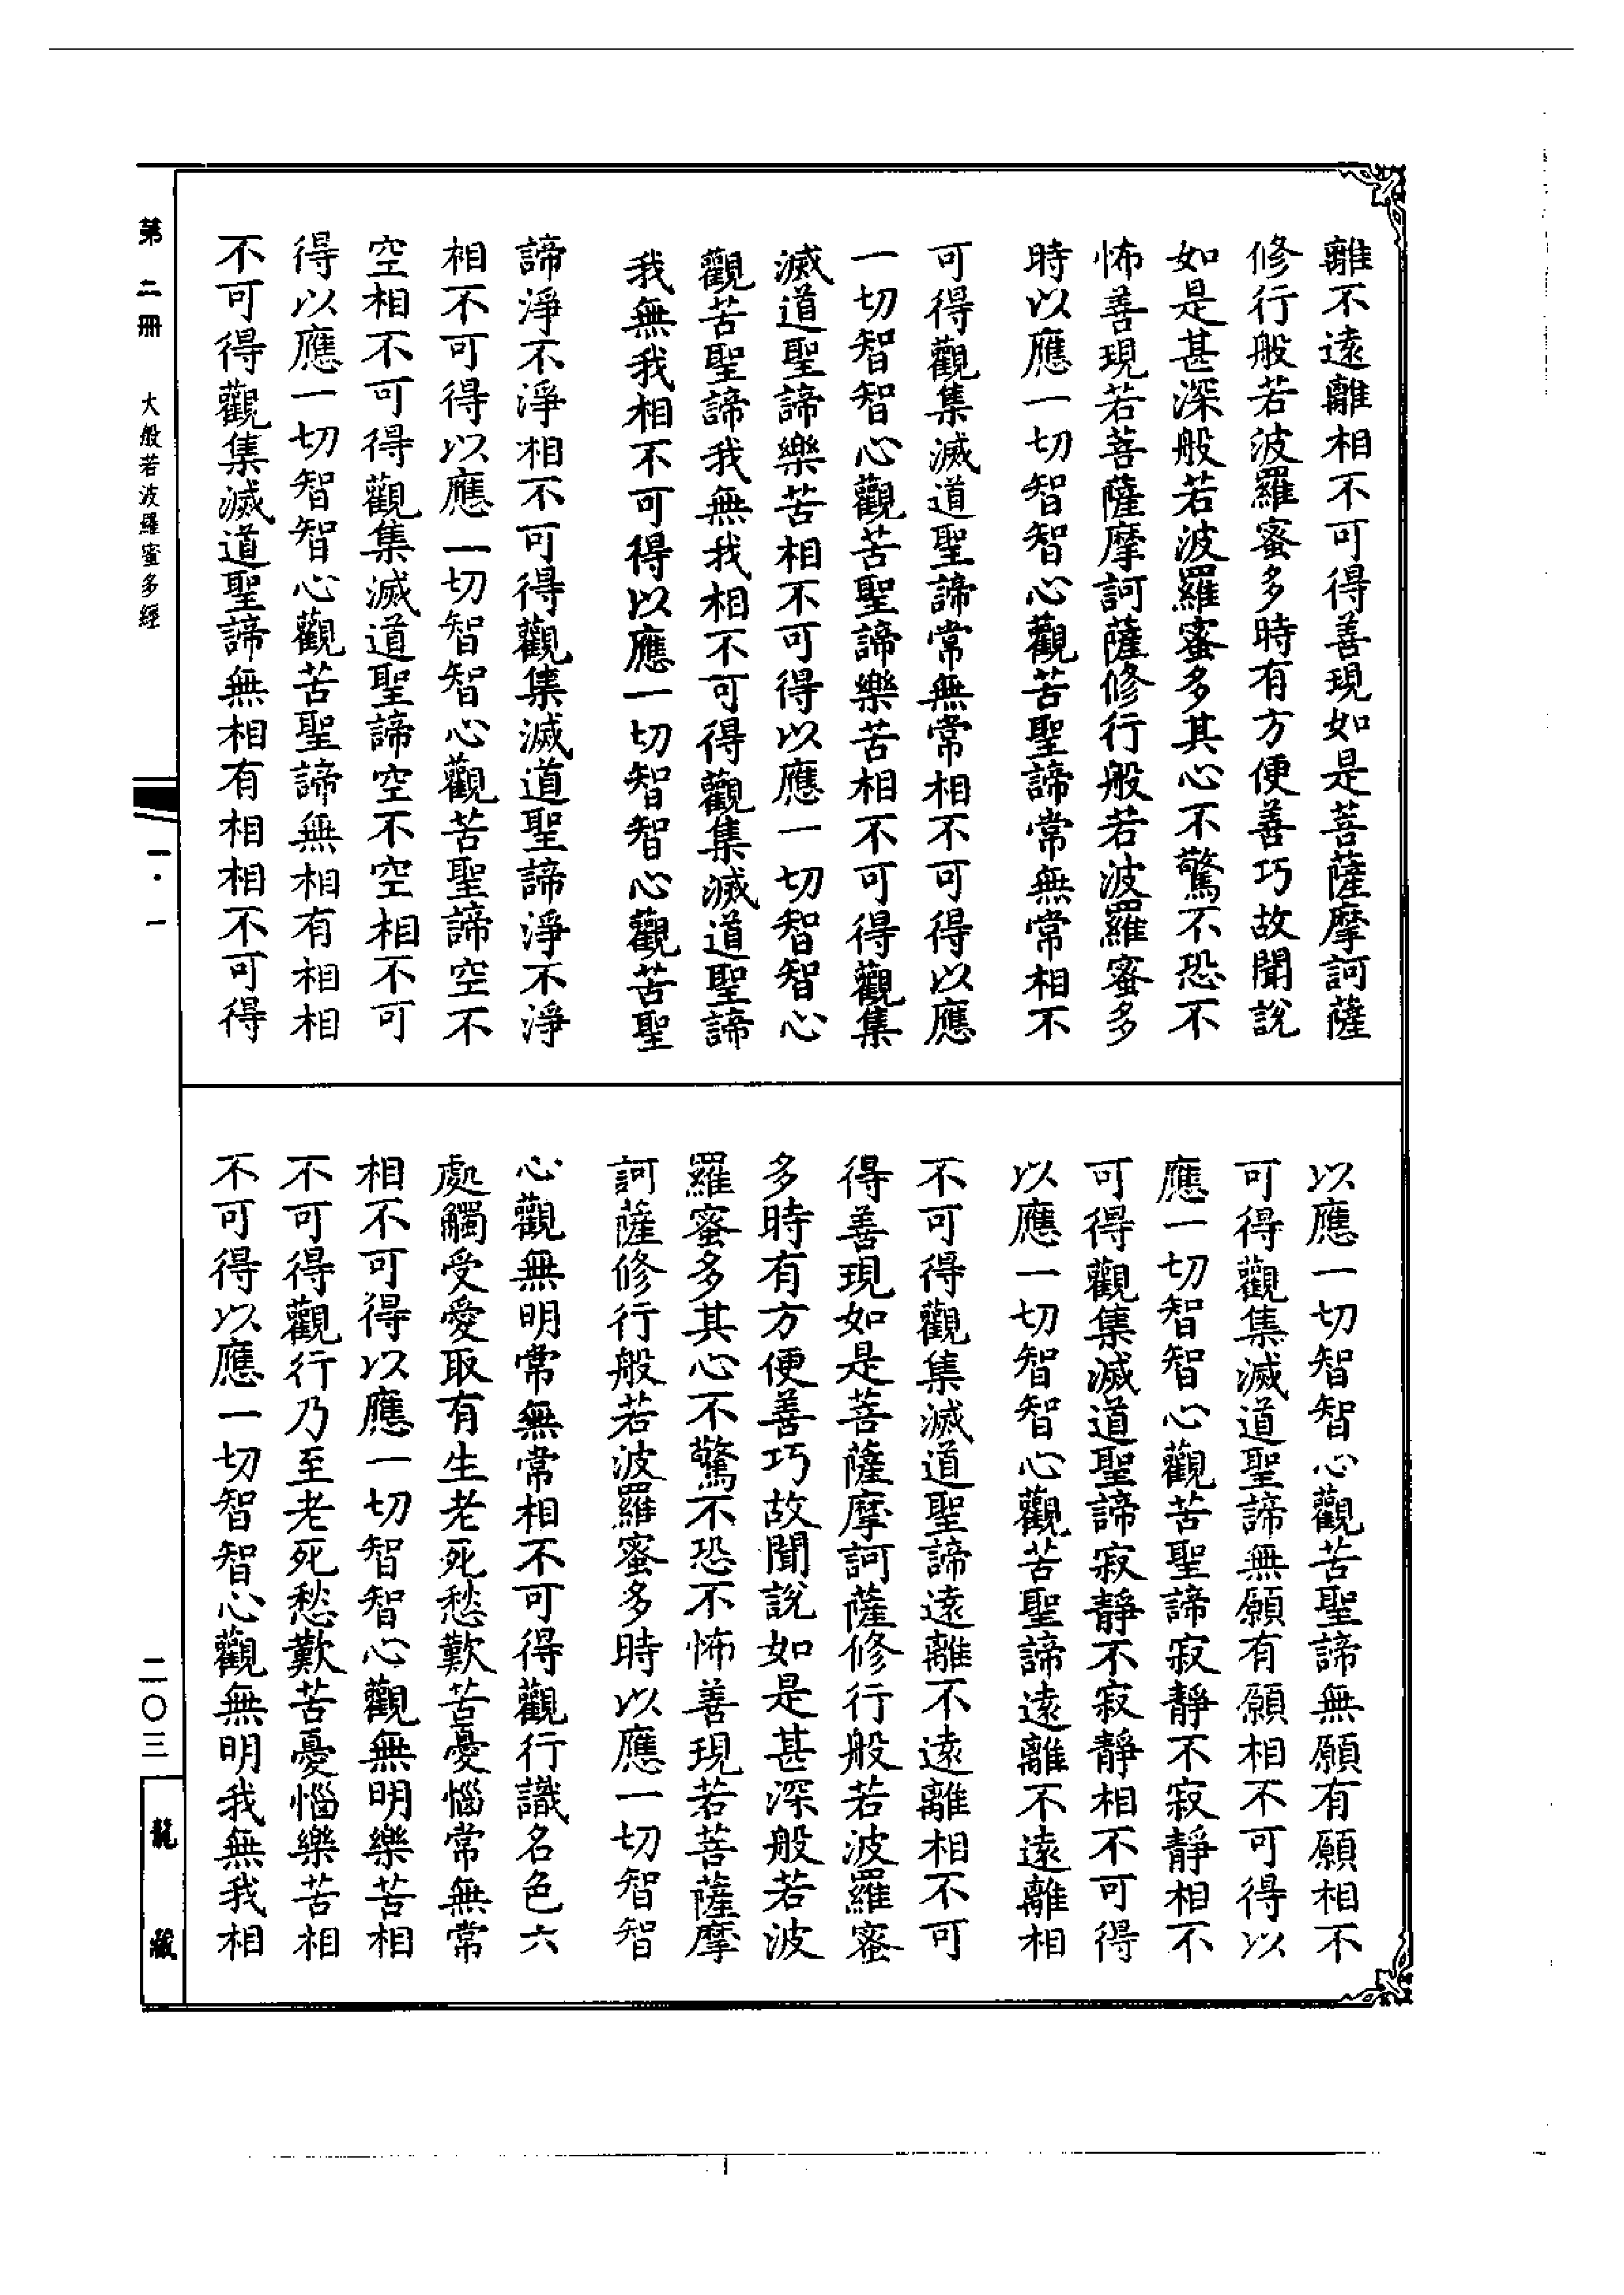 離不遠離相不可得善現如是菩薩摩訶薩
修行般若波羅蜜多時有方便善巧故聞說
如是甚深般若波羅蜜多其心不驚不恐不
怖善現若菩薩摩訶薩修行般若波羅蜜多
時以應一切智智心觀苦聖諦常無常相不
可得觀集滅道聖諦常無常相不可得以應
一切智智心觀苦聖諦樂苦相不可得觀集
滅道聖諦樂苦相不可得以應一切智智心
觀苦聖諦我無我相不可得觀集滅道聖諦
我無我相不可得以應一切智智心觀苦聖
諦淨不淨相不可得觀集滅道聖諦淨不淨
相不可得以應一切智智心觀苦聖諦空不
空相不可得觀集滅道聖諦空不空相不可
得以應一切智智心觀苦聖諦無相有相相
不可得觀集滅道聖諦無相有相相不可得
以應一切智智心觀苦聖諦無願有願相不
可得觀集滅道聖諦無願有願相不可得以
應一切智智心觀苦聖諦寂靜不寂靜相不
可得觀集滅道聖諦寂靜不寂靜相不可得
以應一切智智心觀苦聖諦遠離不遠離相
不可得觀集滅道聖諦遠離不遠離相不可
得善現如是菩薩摩訶薩修行般若波羅蜜
多時有方便善巧故聞說如是甚深般若波
羅蜜多其心不驚不恐不怖善現若菩薩摩
訶薩修行般若波羅蜜多時以應一切智智
心觀無明常無常相不可得觀行識名色六
處觸受愛取有生老死愁歎苦憂惱常無常
相不可得以應一切智智心觀無明樂苦相
不可得觀行乃至老死愁歎苦憂惱樂苦相
不可得以應一切智智心觀無明我無我相
第二冊 大般若波羅蜜多經 一·一 二〇三 龍藏